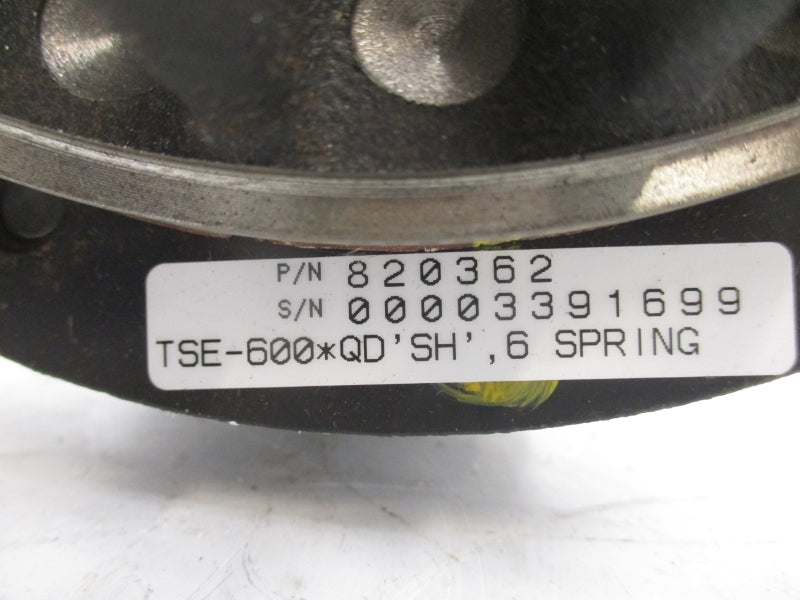 P/N 820362
S/N 00003391699
TSE-600*QD'SH',6 SPRING